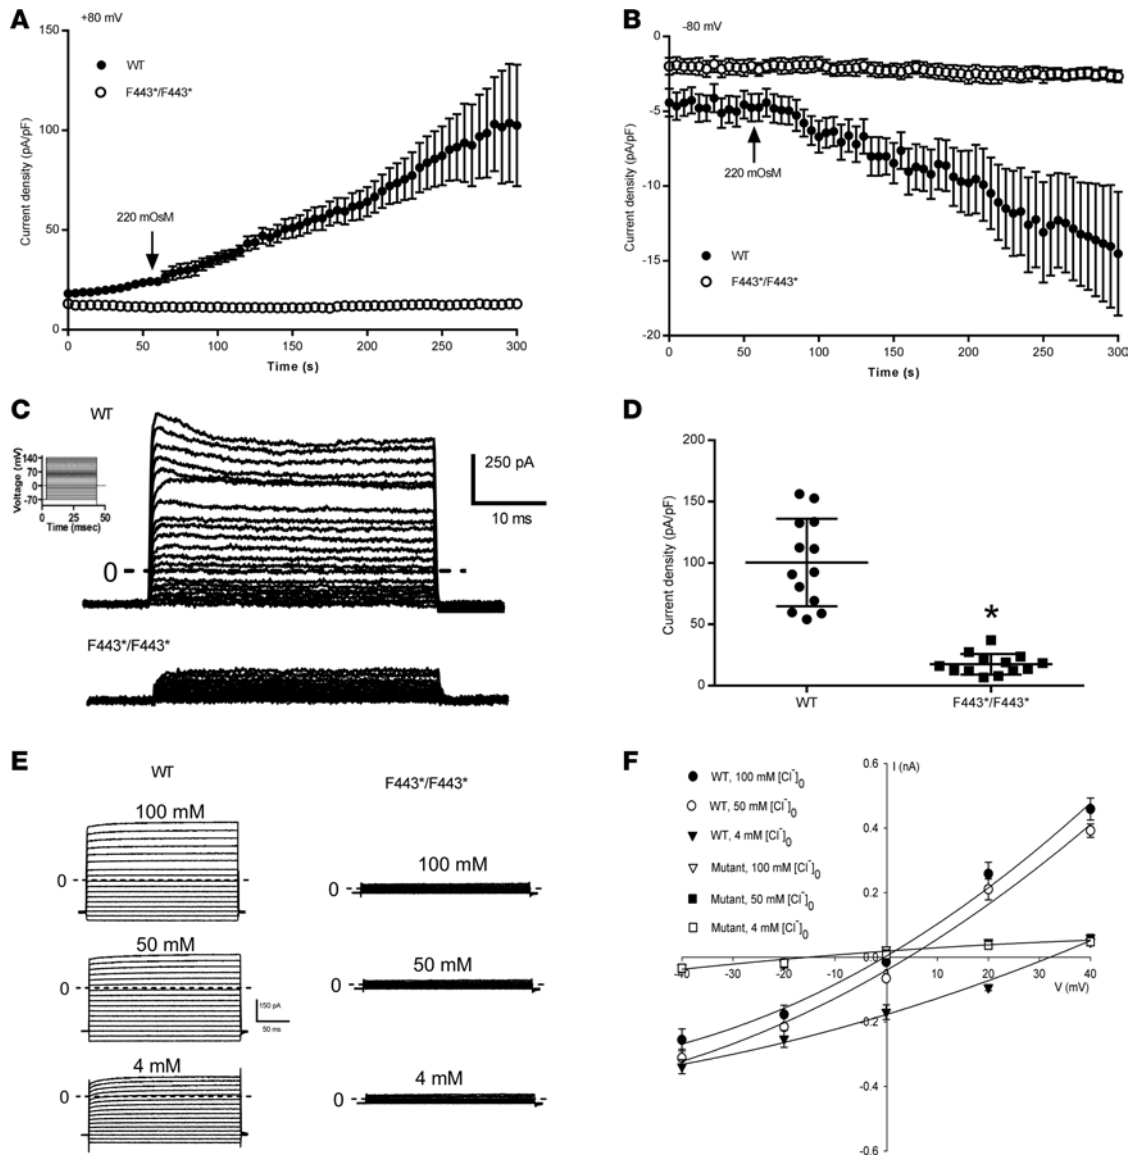 A
+80 mV
150
100
50
0
Current density (pA/pF)
WT
F443*/F443*
220 mOsM
0 50 100 150 200 250 300
Time (s)
B
-80 mV
0
-5
-10
-15
-20
Current density (pA/pF)
220 mOsM
WT
F443*/F443*
0 50 100 150 200 250 300
Time (s)
C
WT
140
70
0
-70
Voltage (mV)
0 25 50
Time (msec)
250 pA
10 ms
0
F443*/F443*
D
200
150
100
50
0
Current density (pA/pF)
*
WT F443*/F443*
E
WT
F443*/F443*
100 mM
0
100 mM
0
50 mM
0
150 pA
50 ms
50 mM
0
4 mM
0
4 mM
0
F
WT, 100 mM [Cl-]0
WT, 50 mM [Cl-]0
WT, 4 mM [Cl-]0
Mutant, 100 mM [Cl-]0
Mutant, 50 mM [Cl-]0
Mutant, 4 mM [Cl-]0
I (nA)
0.6
0.4
0.2
0.0
-0.2
-0.4
-0.6
-40 -20 0 20 40
V (mV)